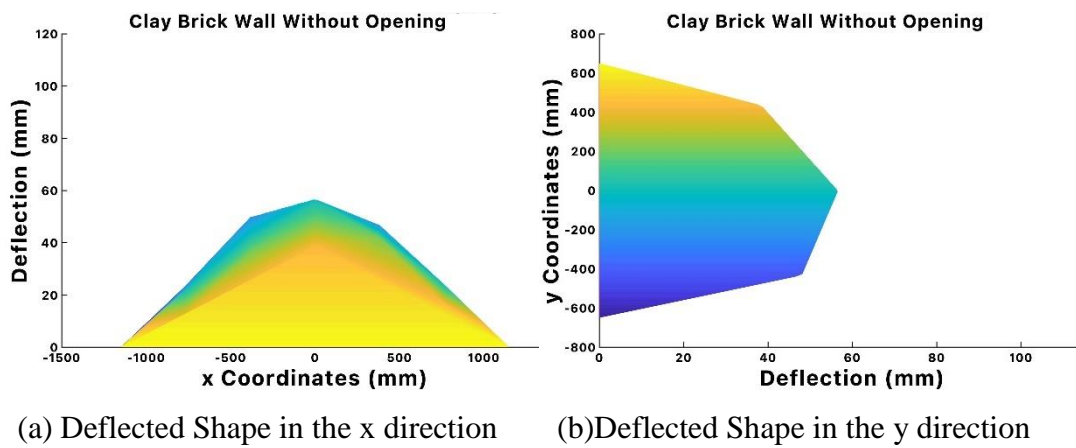 Clay Brick Wall Without Opening
120
100
80
60
40
20
0
Deflection (mm)
-1500 -1000 -500 0 500 1000
x Coordinates (mm)
(a) Deflected Shape in the x direction
Clay Brick Wall Without Opening
800
600
400
200
0
-200
-400
-600
-800
y Coordinates (mm)
0 20 40 60 80 100
Deflection (mm)
(b)Deflected Shape in the y direction